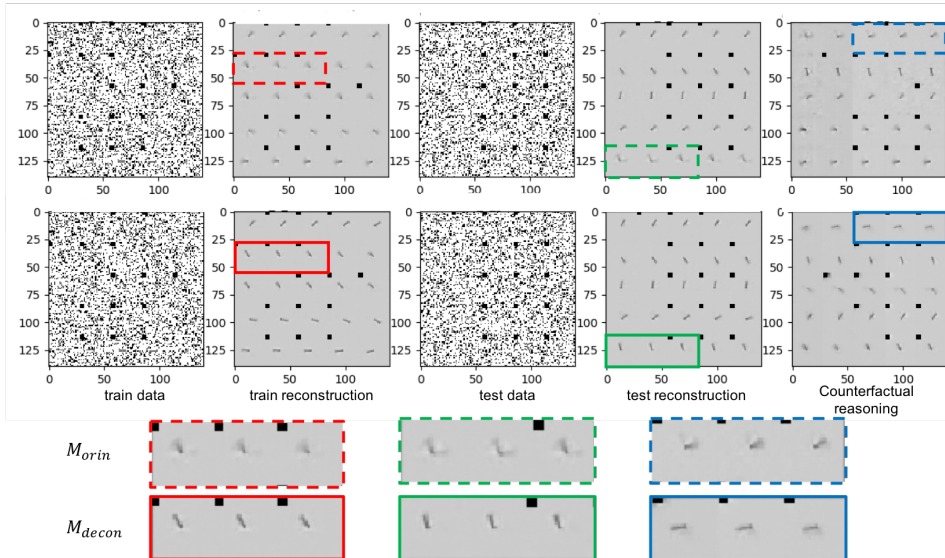 0 0 0 0 0
25 25 25 25 25
50 50 50 50 50
75 75 75 75 75
100 100 100 100 100
125 125 125 125 125
0 50 100 0 50 100 0 50 100 0 50 100 0 50 100
0 0 0 0 0
25 25 25 25 25
50 50 50 50 50
75 75 75 75 75
100 100 100 100 100
125 125 125 125 125
0 50 100 0 50 100 0 50 100 0 50 100 0 50 100
train data train reconstruction test data test reconstruction Counterfactual
reasoning
M_orin
M_decon